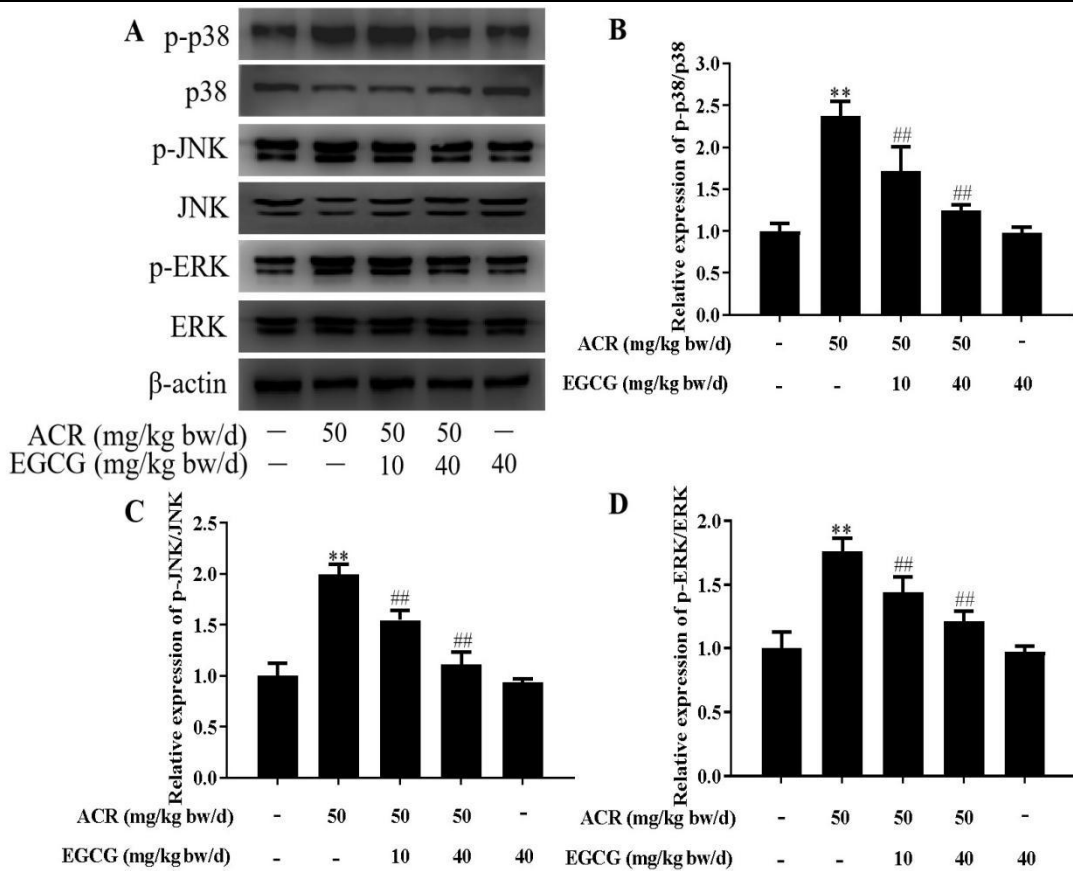 A
p-p38
p38
p-JNK
JNK
p-ERK
ERK
β-actin
ACR (mg/kg bw/d) — 50 50 50 —
EGCG (mg/kg bw/d) — — 10 40 40
B
Relative expression of p-p38/p38
3.0
2.5
2.0
1.5
1.0
0.5
0.0
**
##
##
ACR (mg/kg bw/d) - 50 50 50 -
EGCG (mg/kg bw/d) - - 10 40 40
C
Relative expression of p-JNK/JNK
2.5
2.0
1.5
1.0
0.5
0.0
**
##
##
ACR (mg/kg bw/d) - 50 50 50 -
EGCG (mg/kg bw/d) - - 10 40 40
D
Relative expression of p-ERK/ERK
2.0
1.5
1.0
0.5
0.0
**
##
##
ACR (mg/kg bw/d) - 50 50 50 -
EGCG (mg/kg bw/d) - - 10 40 40